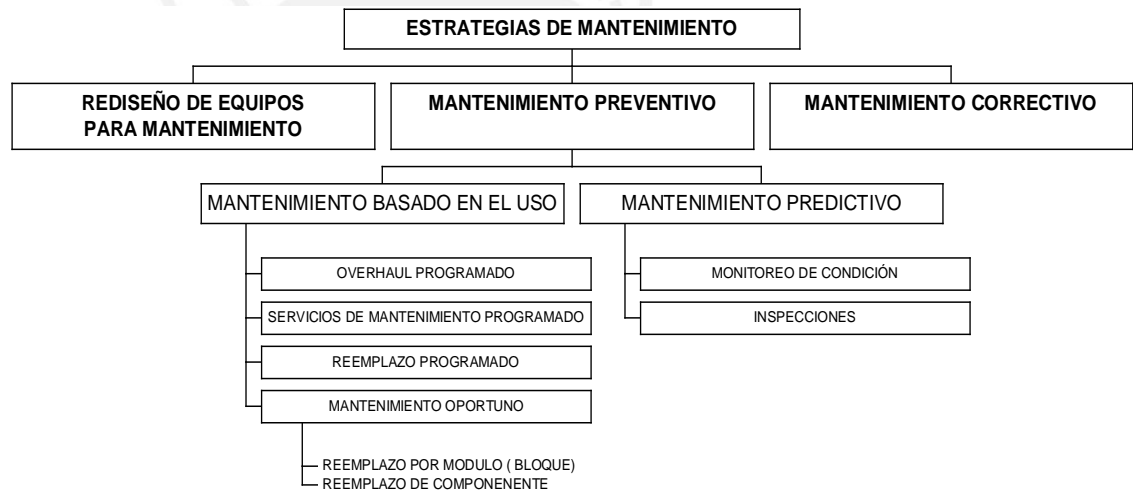 ESTRATEGIAS DE MANTENIMIENTO
REDISEÑO DE EQUIPOS
PARA MANTENIMIENTO
MANTENIMIENTO PREVENTIVO
MANTENIMIENTO CORRECTIVO
MANTENIMIENTO BASADO EN EL USO
MANTENIMIENTO PREDICTIVO
OVERHAUL PROGRAMADO
SERVICIOS DE MANTENIMIENTO PROGRAMADO
REEMPLAZO PROGRAMADO
MANTENIMIENTO OPORTUNO
REEMPLAZO POR MODULO ( BLOQUE)
REEMPLAZO DE COMPONENENTE
MONITOREO DE CONDICIÓN
INSPECCIONES